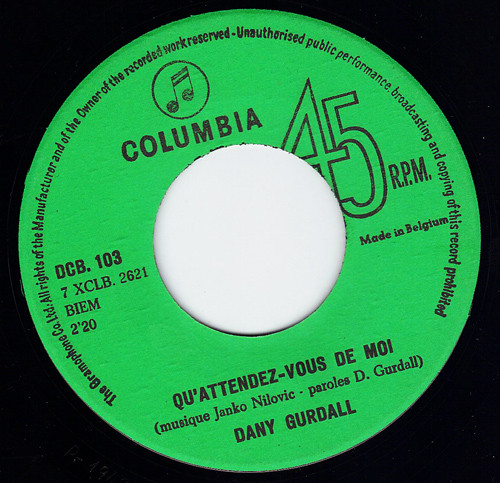 The Gramophone Co., Ltd. All rights of the Manufacturer and of the Owner of the recorded work reserved - Unauthorised public performance, broadcasting and copying of this record prohibited
COLUMBIA
45
R.P.M.
Made in Belgium
DCB. 103
7 XCLB. 2621
BIEM
2'20
QU'ATTENDEZ-VOUS DE MOI
(musique Janko Nilovic - paroles D. Gurdall)
DANY GURDALL